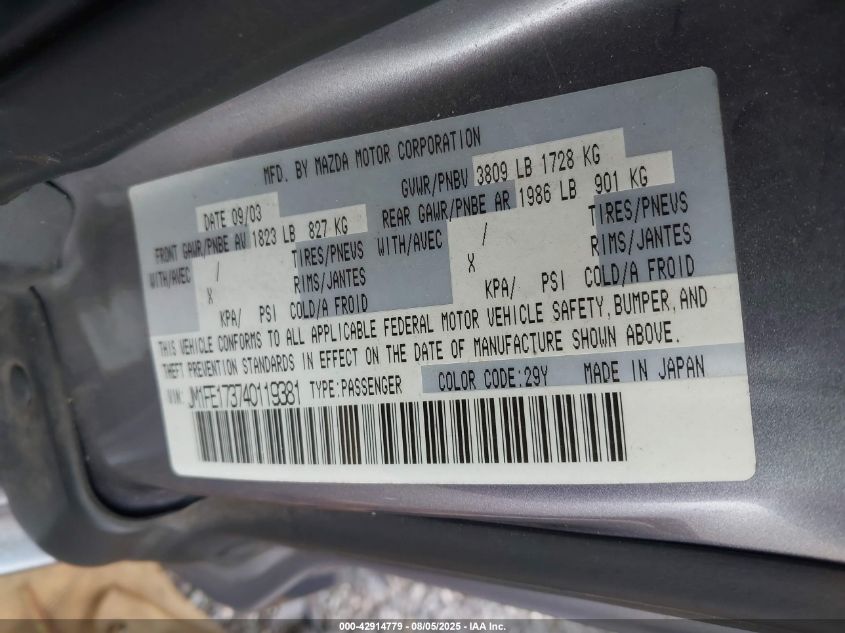 MFD. BY MAZDA MOTOR CORPORATION
DATE 09/03 GVWR/PNBV 3809 LB 1728 KG
FRONT GAWR/PNBE AV 1823 LB 827 KG REAR GAWR/PNBE AR 1986 LB 901 KG
WITH/AVEC / TIRES/PNEUS WITH/AVEC / TIRES/PNEUS
X RIMS/JANTES X RIMS/JANTES
KPA/ PSI COLD/A FROID KPA/ PSI COLD/A FROID
THIS VEHICLE CONFORMS TO ALL APPLICABLE FEDERAL MOTOR VEHICLE SAFETY, BUMPER, AND
THEFT PREVENTION STANDARDS IN EFFECT ON THE DATE OF MANUFACTURE SHOWN ABOVE.
VIN: JM1FE173740119381 TYPE:PASSENGER COLOR CODE:29Y MADE IN JAPAN
000-42914779 - 08/05/2025 - IAA Inc.